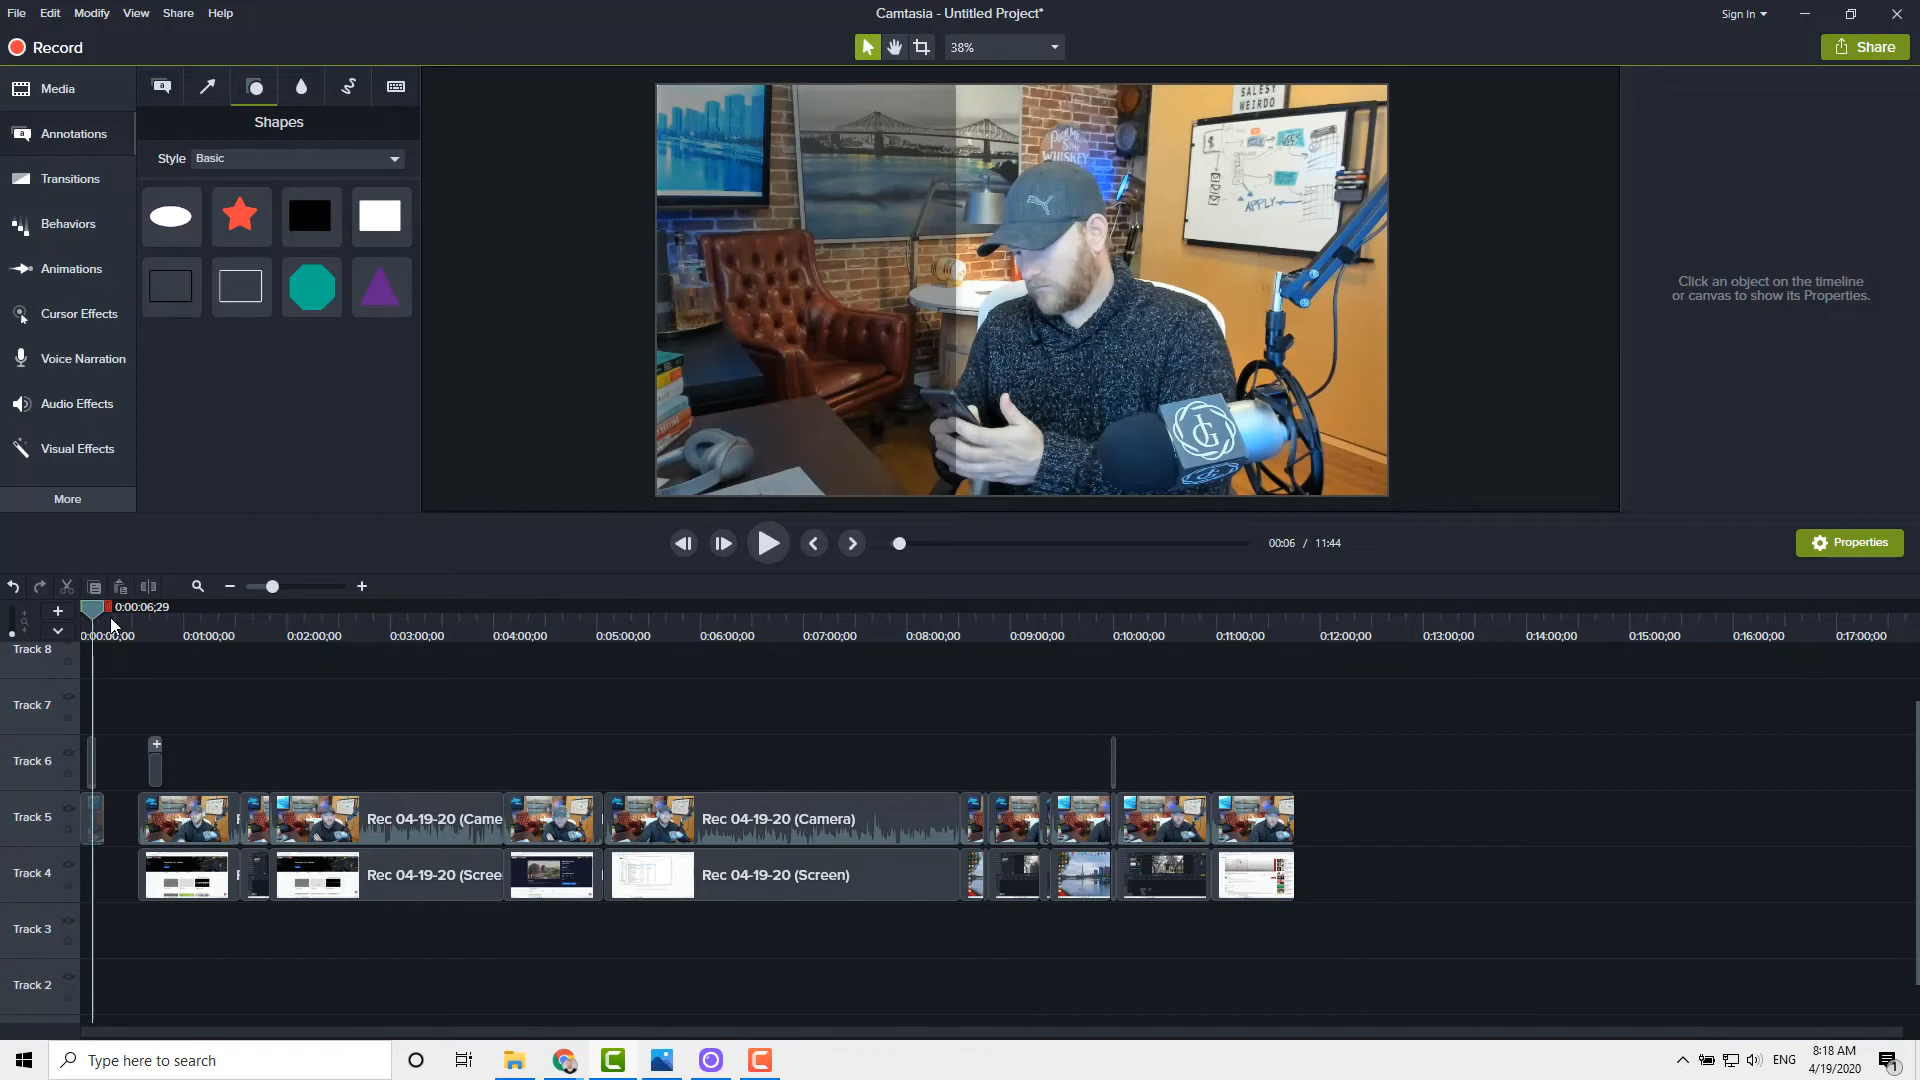 File Edit Modify View Share Help
Camtasia - Untitled Project*
Sign In
Record
38%
Share
Media
Annotations
Transitions
Behaviors
Animations
Cursor Effects
Voice Narration
Audio Effects
Visual Effects
More
Shapes
Style Basic
SALESY
WEIRDO
WHISKEY
APPLY
Click an object on the timeline
or canvas to show its Properties.
00:06 / 11:44
Properties
0:00:06;29
0:00:00;00 0:01:00;00 0:02:00;00 0:03:00;00 0:04:00;00 0:05:00;00 0:06:00;00 0:07:00;00 0:08:00;00 0:09:00;00 0:10:00;00 0:11:00;00 0:12:00;00 0:13:00;00 0:14:00;00 0:15:00;00 0:16:00;00 0:17:00;00
Track 8
Track 7
Track 6
Track 5
Rec 04-19-20 (Came
Rec 04-19-20 (Camera)
Track 4
Rec 04-19-20 (Scree
Rec 04-19-20 (Screen)
Track 3
Track 2
Type here to search
ENG
8:18 AM
4/19/2020
1